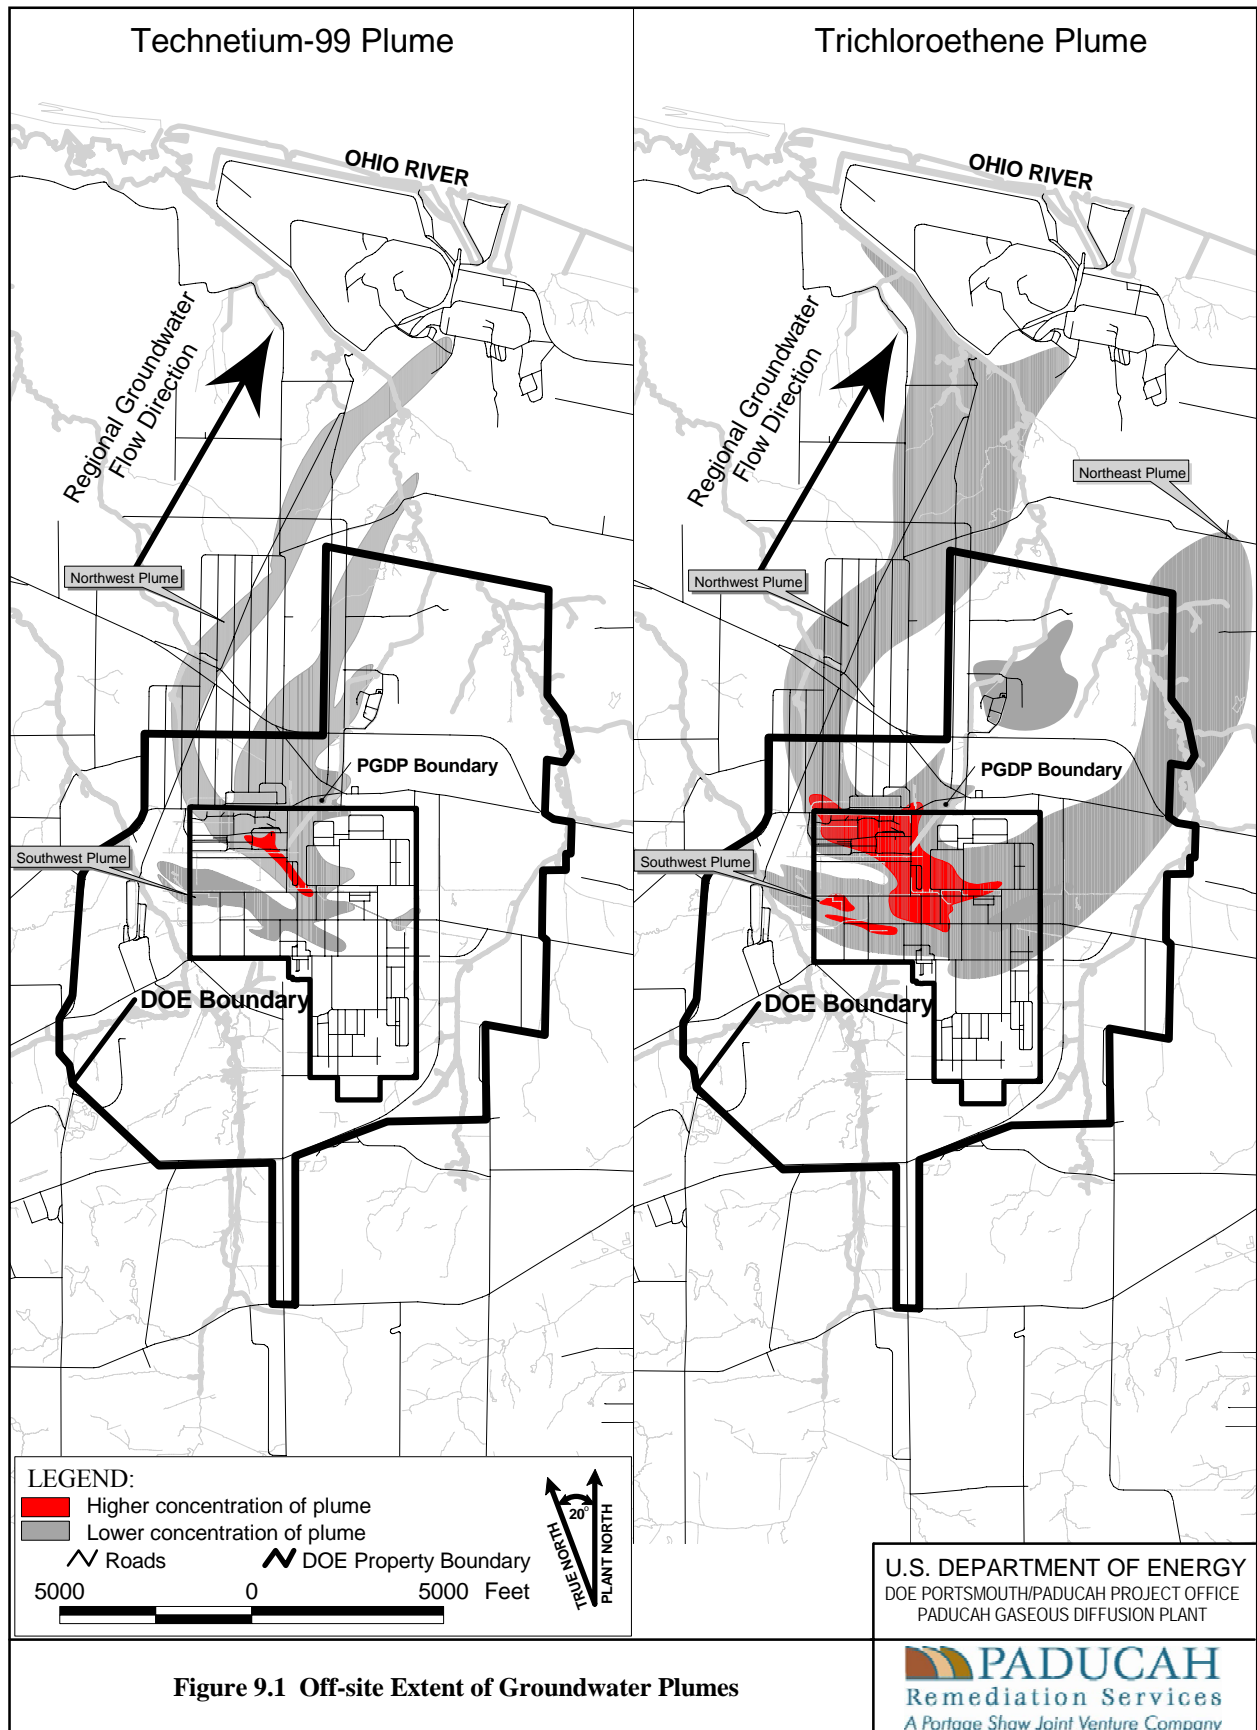 Technetium-99 Plume
OHIO RIVER
Regional Groundwater
Flow Direction
Northwest Plume
PGDP Boundary
Southwest Plume
DOE Boundary
Trichloroethene Plume
OHIO RIVER
Regional Groundwater
Flow Direction
Northeast Plume
Northwest Plume
PGDP Boundary
Southwest Plume
DOE Boundary
LEGEND:
Higher concentration of plume
Lower concentration of plume
Roads
DOE Property Boundary
5000 0 5000 Feet
20°
TRUE NORTH
PLANT NORTH
U.S. DEPARTMENT OF ENERGY
DOE PORTSMOUTH/PADUCAH PROJECT OFFICE
PADUCAH GASEOUS DIFFUSION PLANT
Figure 9.1 Off-site Extent of Groundwater Plumes
PADUCAH
Remediation Services
A Portage Shaw Joint Venture Company